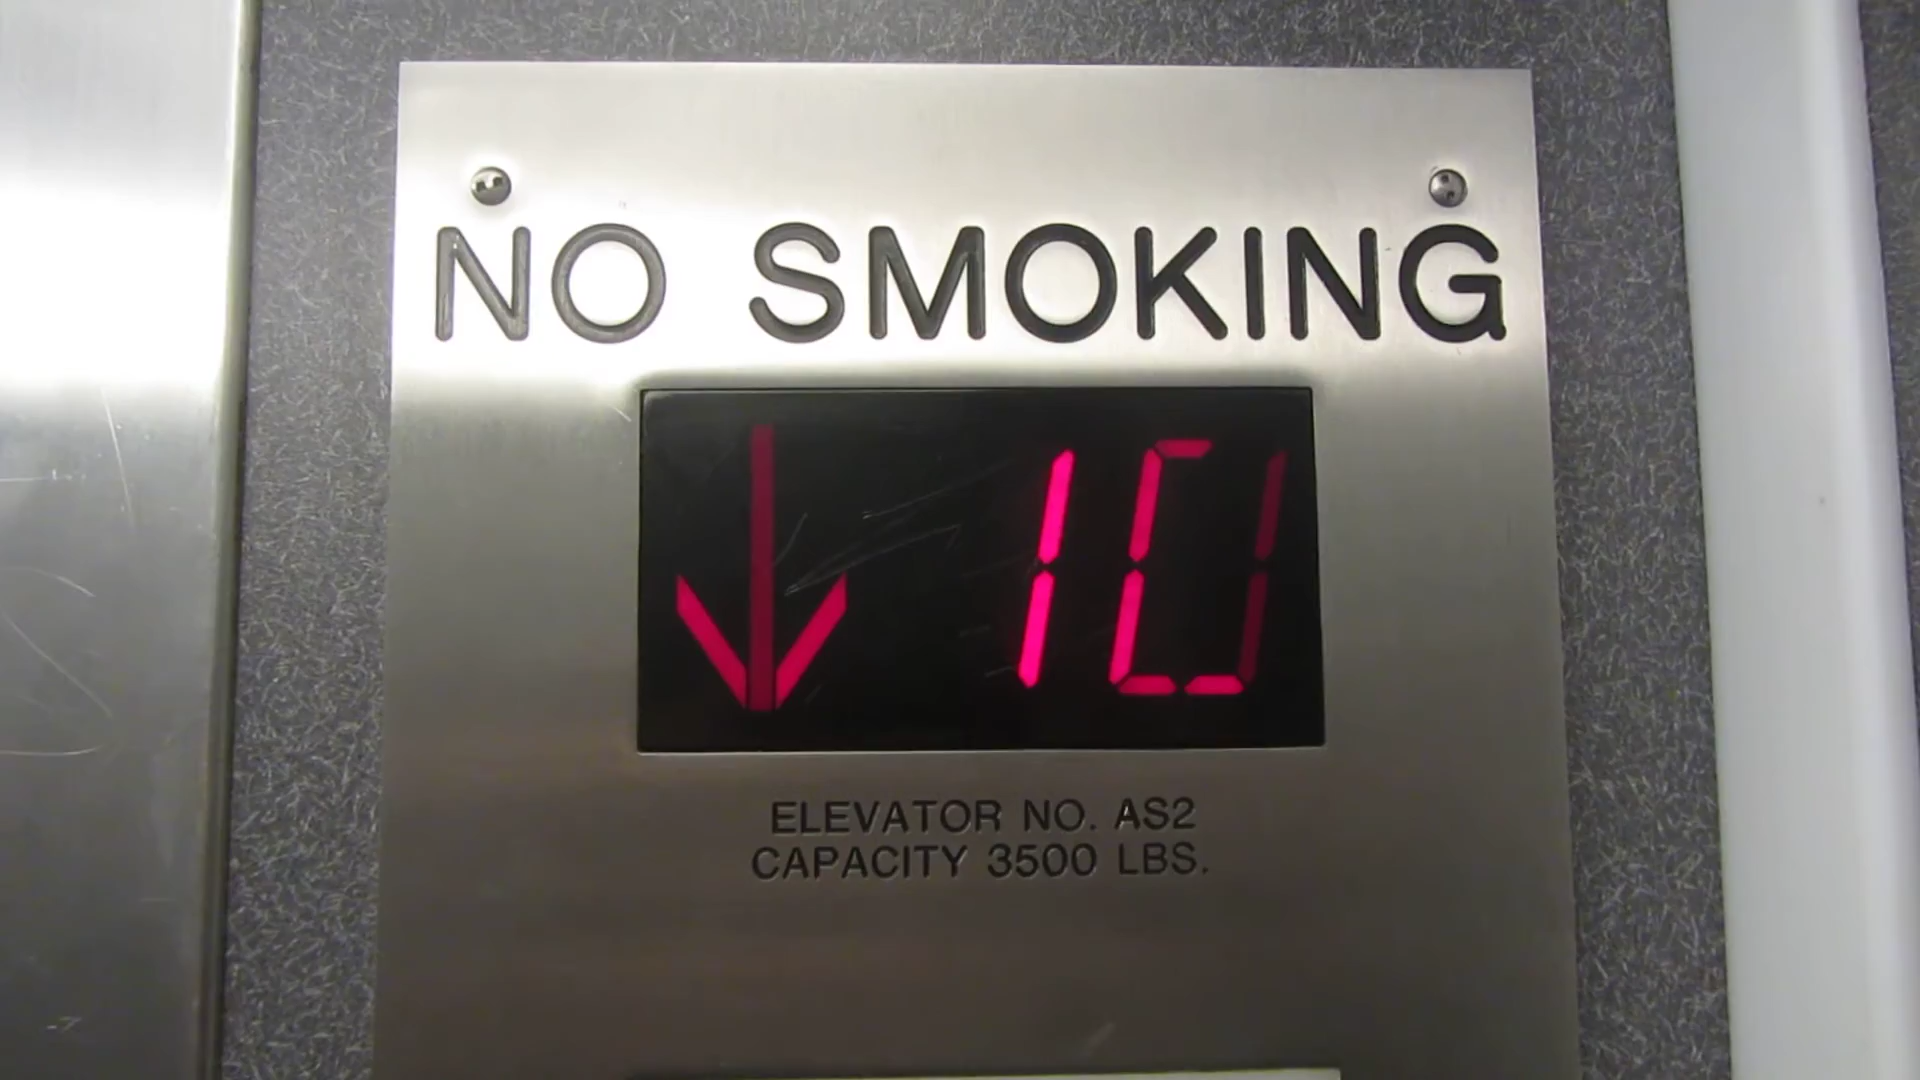 NO SMOKING
↓ 10
ELEVATOR NO. AS2
CAPACITY 3500 LBS.